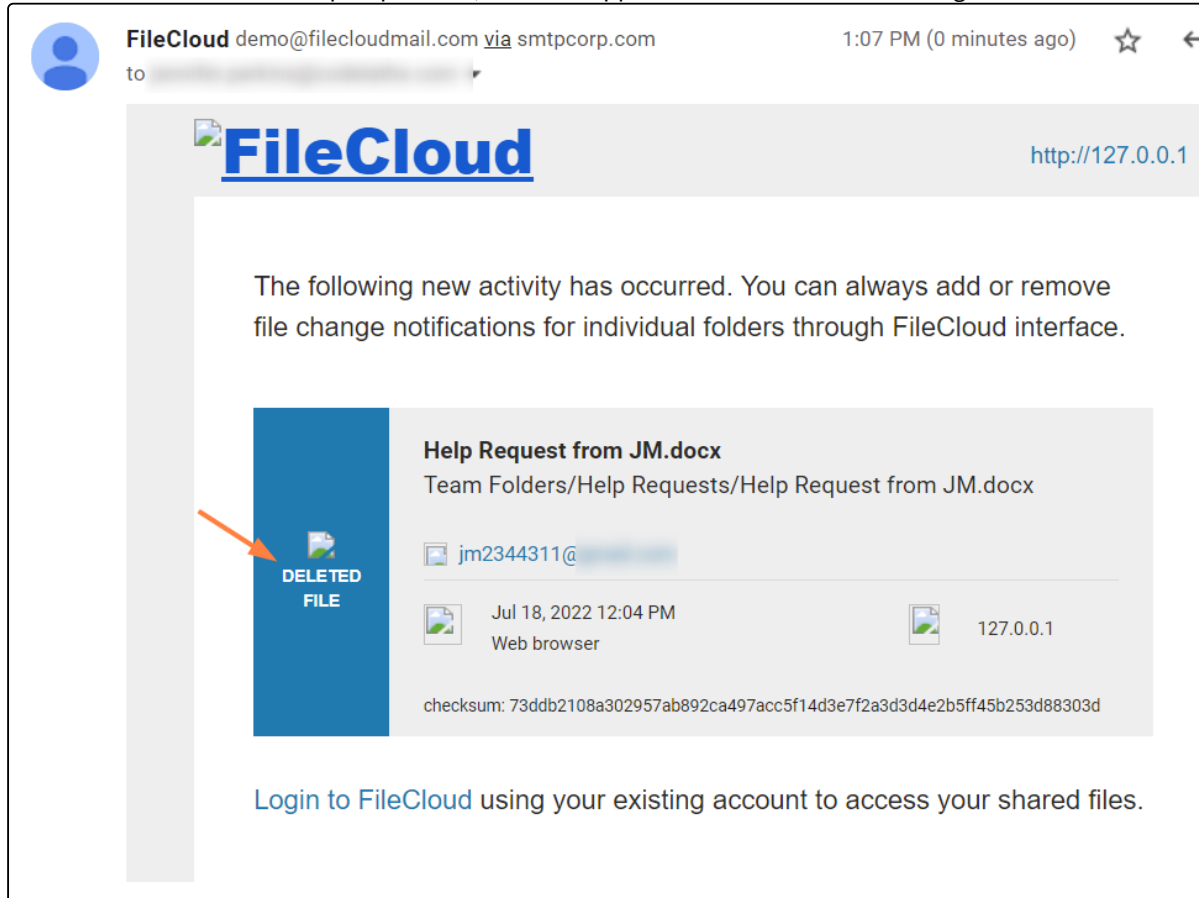 FileCloud demo@filecloudmail.com via smtpcorp.com 1:07 PM (0 minutes ago)
to
FileCloud http://127.0.0.1
The following new activity has occurred. You can always add or remove
file change notifications for individual folders through FileCloud interface.
Help Request from JM.docx
Team Folders/Help Requests/Help Request from JM.docx
jm2344311@
DELETED
FILE
Jul 18, 2022 12:04 PM
Web browser
127.0.0.1
checksum: 73ddb2108a302957ab892ca497acc5f14d3e7f2a3d3d4e2b5ff45b253d88303d
Login to FileCloud using your existing account to access your shared files.